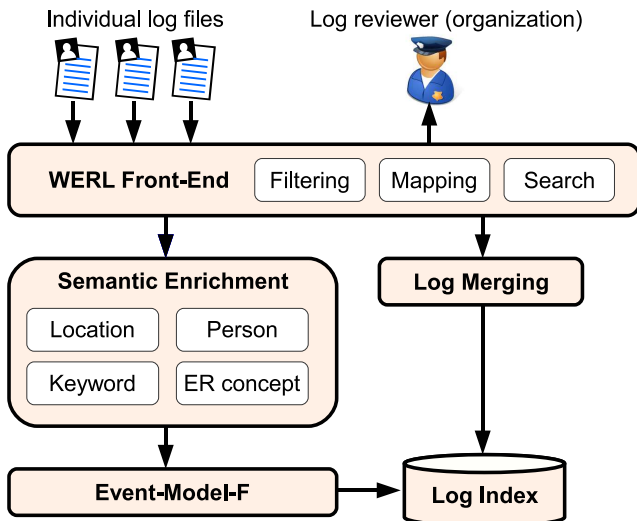 Individual log files
Log reviewer (organization)
WERL Front-End
Filtering
Mapping
Search
Semantic Enrichment
Location
Person
Keyword
ER concept
Log Merging
Event-Model-F
Log Index